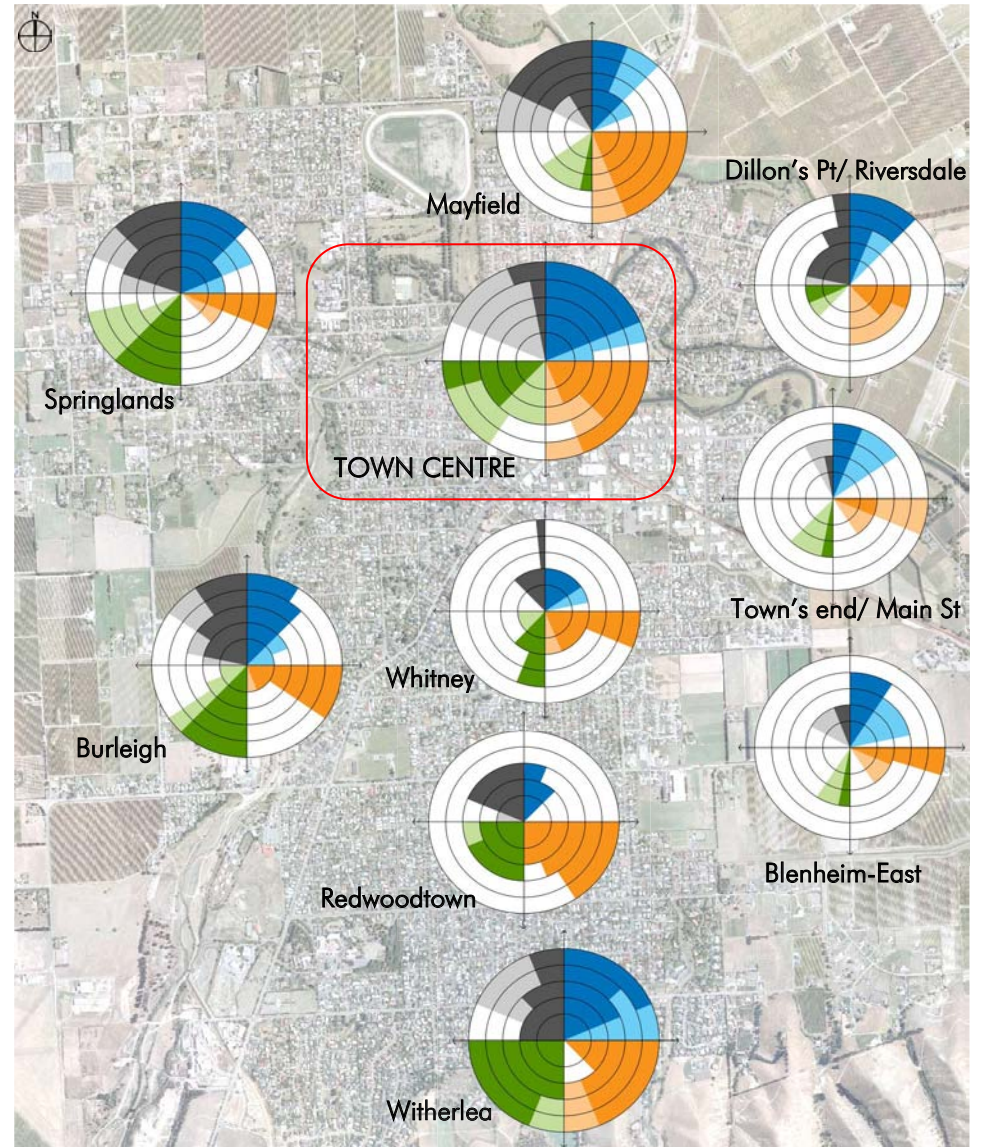 N
Mayfield
Dillon's Pt/ Riversdale
Springlands
TOWN CENTRE
Town's end/ Main St
Whitney
Burleigh
Blenheim-East
Redwoodtown
Witherlea